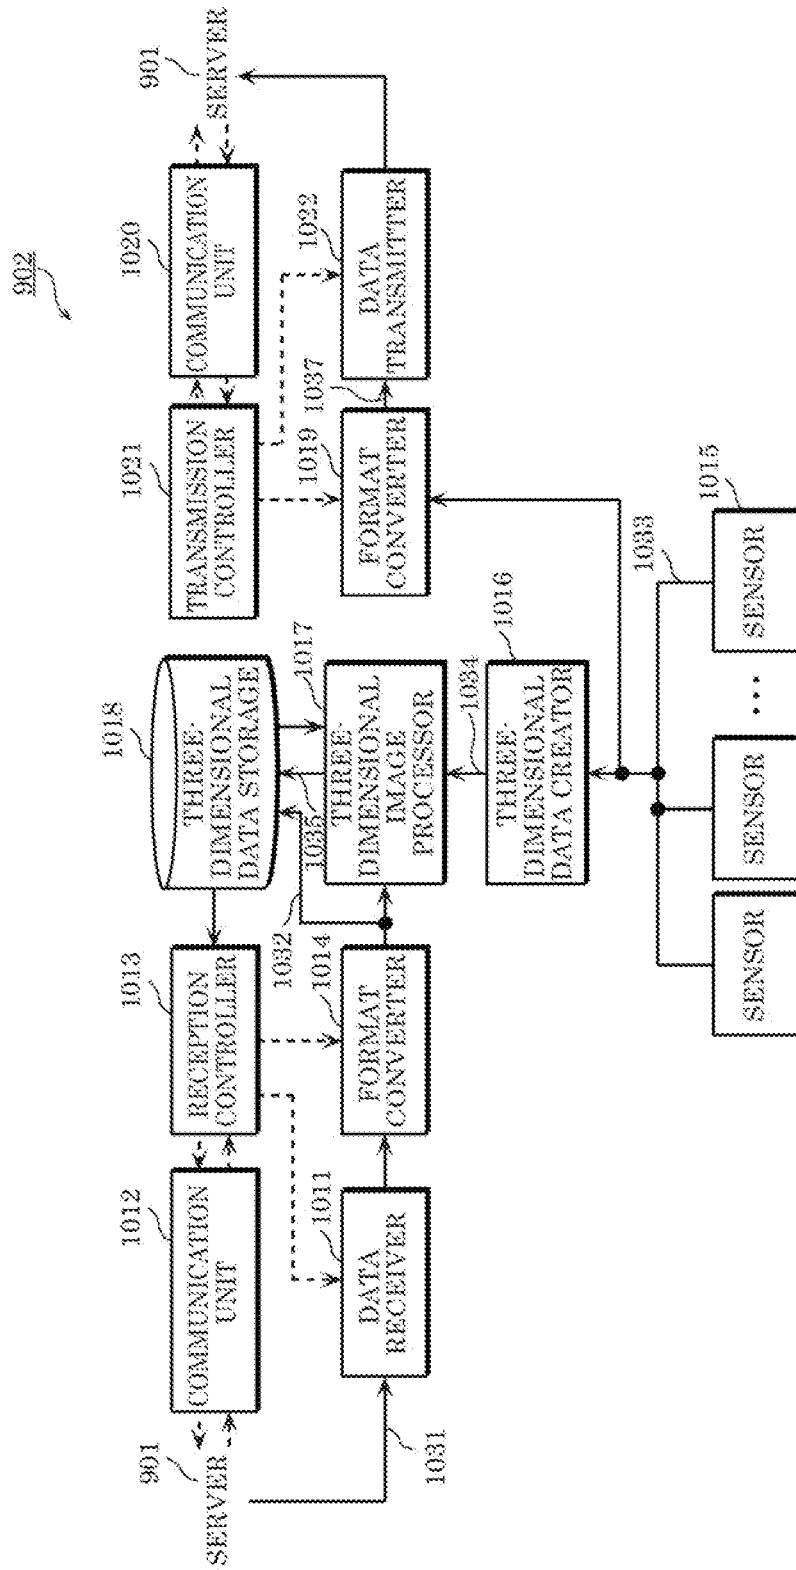 902
901
SERVER
1012
COMMUNICATION
UNIT
1013
RECEPTION
CONTROLLER
1018
THREE-
DIMENSIONAL
DATA STORAGE
1021
TRANSMISSION
CONTROLLER
1020
COMMUNICATION
UNIT
901
SERVER
1031
1011
DATA
RECEIVER
1014
FORMAT
CONVERTER
1032
1035
1017
THREE-
DIMENSIONAL
IMAGE
PROCESSOR
1019
FORMAT
CONVERTER
1037
1022
DATA
TRANSMITTER
1034
1016
THREE-
DIMENSIONAL
DATA CREATOR
1033
1015
SENSOR
SENSOR
...
SENSOR